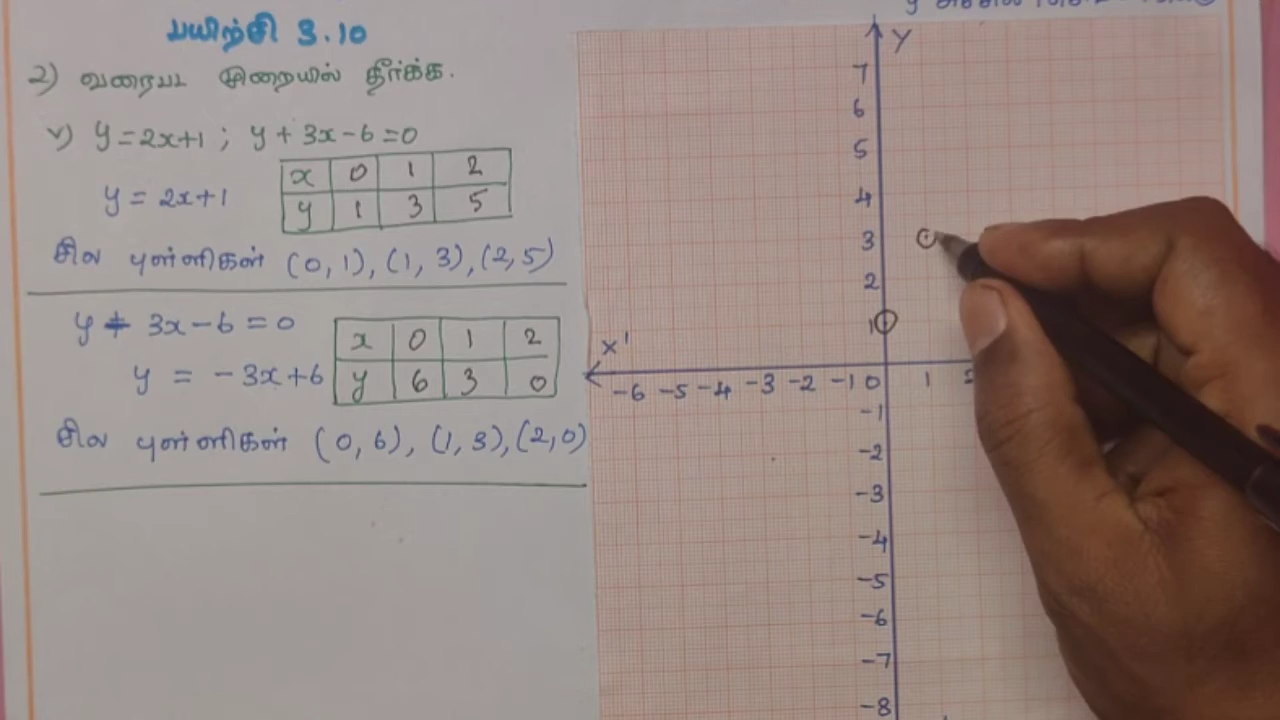 பயிற்சி 3.10
2) வரைபட முறையில் தீர்க்க.
v) y = 2x+1 ; y + 3x - 6 = 0
y = 2x+1
x 0 1 2
y 1 3 5
சில புள்ளிகள் (0, 1), (1, 3), (2, 5)
y + 3x - 6 = 0
x 0 1 2
y = - 3x+6
y 6 3 0
சில புள்ளிகள் (0, 6), (1, 3), (2, 0)
Y
7
6
5
4
3
2
1
X'
-6 -5 -4 -3 -2 -1 0 1
-1
-2
-3
-4
-5
-6
-7
-8